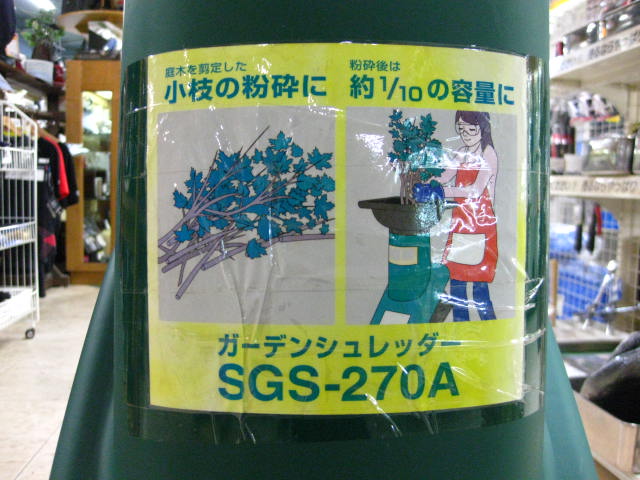 庭木を剪定した
小枝の粉砕に
粉砕後は
約1/10の容量に
ガーデンシュレッダー
SGS-270A